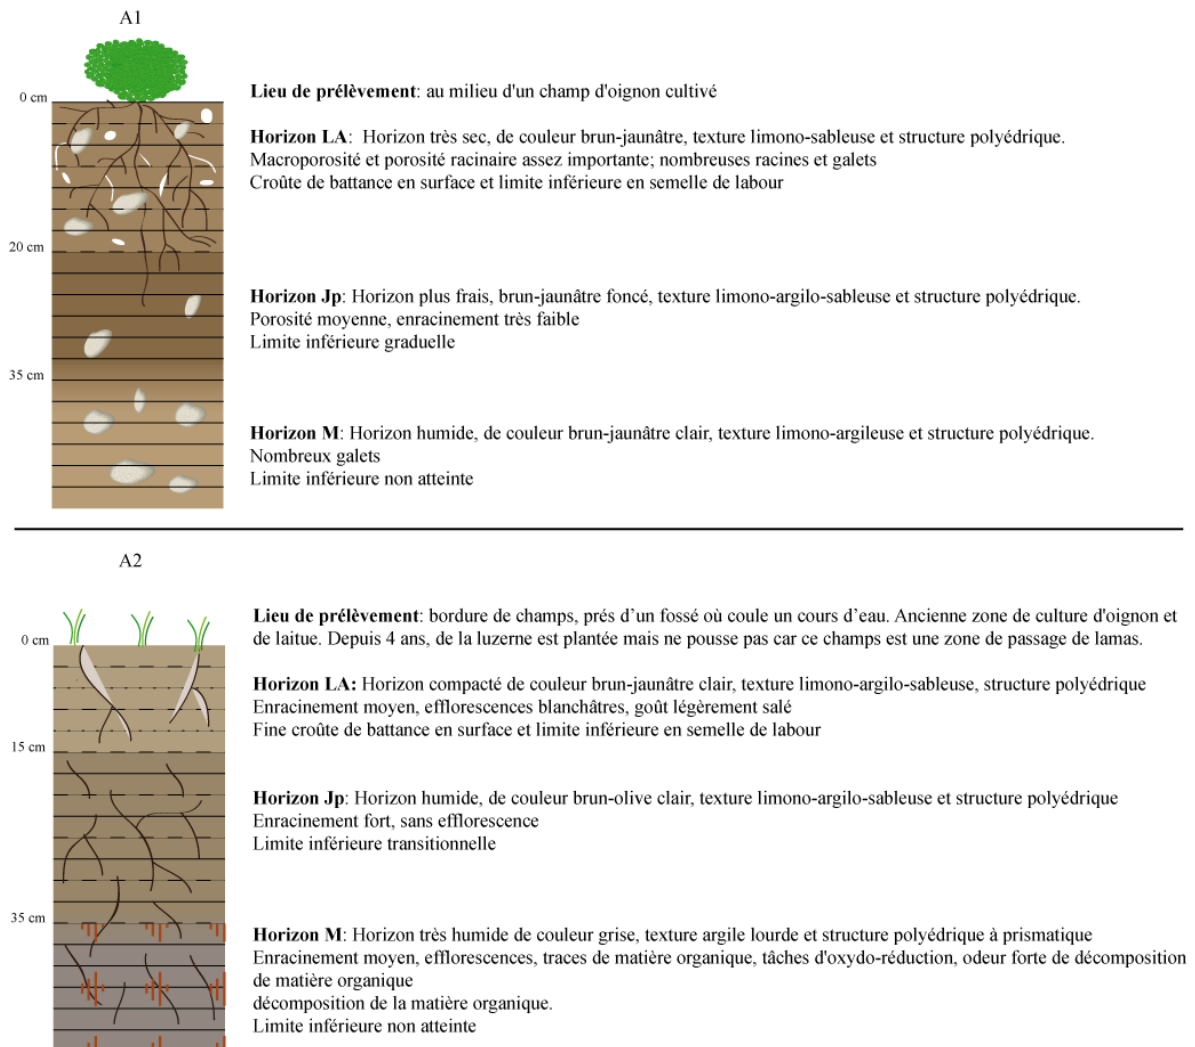 A1
0 cm
Lieu de prélèvement: au milieu d'un champ d'oignon cultivé
Horizon LA: Horizon très sec, de couleur brun-jaunâtre, texture limono-sableuse et structure polyédrique.
Macroporosité et porosité racinaire assez importante; nombreuses racines et galets
Croûte de battance en surface et limite inférieure en semelle de labour
20 cm
Horizon Jp: Horizon plus frais, brun-jaunâtre foncé, texture limono-argilo-sableuse et structure polyédrique.
Porosité moyenne, enracinement très faible
Limite inférieure graduelle
35 cm
Horizon M: Horizon humide, de couleur brun-jaunâtre clair, texture limono-argileuse et structure polyédrique.
Nombreux galets
Limite inférieure non atteinte
A2
0 cm
Lieu de prélèvement: bordure de champs, prés d’un fossé où coule un cours d’eau. Ancienne zone de culture d'oignon et
de laitue. Depuis 4 ans, de la luzerne est plantée mais ne pousse pas car ce champs est une zone de passage de lamas.
Horizon LA: Horizon compacté de couleur brun-jaunâtre clair, texture limono-argilo-sableuse, structure polyédrique
Enracinement moyen, efflorescences blanchâtres, goût légèrement salé
Fine croûte de battance en surface et limite inférieure en semelle de labour
15 cm
Horizon Jp: Horizon humide, de couleur brun-olive clair, texture limono-argilo-sableuse et structure polyédrique
Enracinement fort, sans efflorescence
Limite inférieure transitionnelle
35 cm
Horizon M: Horizon très humide de couleur grise, texture argile lourde et structure polyédrique à prismatique
Enracinement moyen, efflorescences, traces de matière organique, tâches d'oxydo-réduction, odeur forte de décomposition
de matière organique
décomposition de la matière organique.
Limite inférieure non atteinte